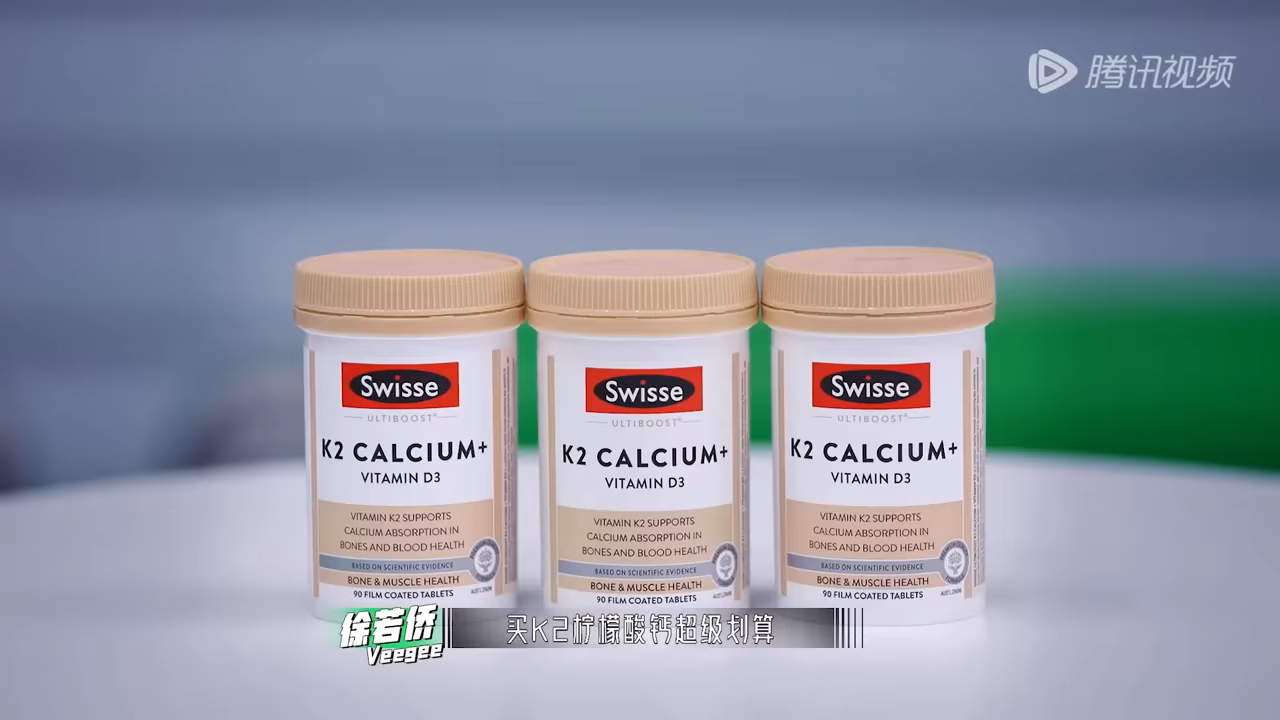 腾讯视频
Swisse
ULTIBOOST®
K2 CALCIUM+
VITAMIN D3
VITAMIN K2 SUPPORTS
CALCIUM ABSORPTION IN
BONES AND BLOOD HEALTH
BASED ON SCIENTIFIC EVIDENCE
BONE & MUSCLE HEALTH
90 FILM COATED TABLETS
Swisse
ULTIBOOST®
K2 CALCIUM+
VITAMIN D3
VITAMIN K2 SUPPORTS
CALCIUM ABSORPTION IN
BONES AND BLOOD HEALTH
BASED ON SCIENTIFIC EVIDENCE
BONE & MUSCLE HEALTH
90 FILM COATED TABLETS
Swisse
ULTIBOOST®
K2 CALCIUM+
VITAMIN D3
VITAMIN K2 SUPPORTS
CALCIUM ABSORPTION IN
BONES AND BLOOD HEALTH
BASED ON SCIENTIFIC EVIDENCE
BONE & MUSCLE HEALTH
90 FILM COATED TABLETS
徐若侨
Veegee
买K2柠檬酸钙超级划算